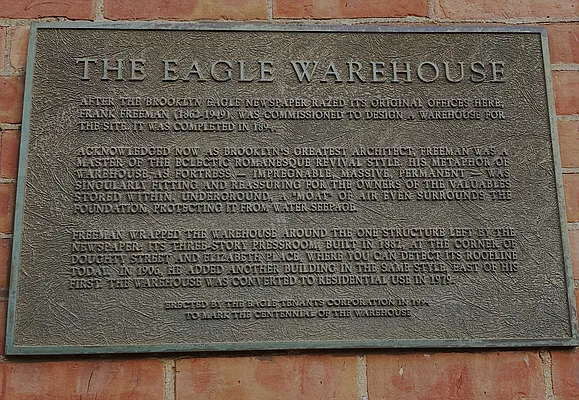 THE EAGLE WAREHOUSE
AFTER THE BROOKLYN EAGLE NEWSPAPER RAZED ITS ORIGINAL OFFICES HERE,
FRANK FREEMAN (1862-1949), WAS COMMISSIONED TO DESIGN A WAREHOUSE FOR
THE SITE. IT WAS COMPLETED IN 1894.
ACKNOWLEDGED NOW AS BROOKLYN'S GREATEST ARCHITECT, FREEMAN WAS A
MASTER OF THE ECLECTIC ROMANESQUE REVIVAL STYLE. HIS METAPHOR OF
WAREHOUSE AS FORTRESS — IMPREGNABLE, MASSIVE, PERMANENT — WAS
SINGULARLY FITTING AND REASSURING FOR THE OWNERS OF THE VALUABLES
STORED WITHIN. UNDERGROUND, A "MOAT" OF AIR EVEN SURROUNDS THE
FOUNDATION, PROTECTING IT FROM WATER SEEPAGE.
FREEMAN WRAPPED THE WAREHOUSE AROUND THE ONE STRUCTURE LEFT BY THE
NEWSPAPER: ITS THREE-STORY PRESSROOM, BUILT IN 1882, AT THE CORNER OF
DOUGHTY STREET AND ELIZABETH PLACE, WHERE YOU CAN DETECT ITS ROOFLINE
TODAY. IN 1906, HE ADDED ANOTHER BUILDING IN THE SAME STYLE, EAST OF HIS
FIRST. THE WAREHOUSE WAS CONVERTED TO RESIDENTIAL USE IN 1979.
ERECTED BY THE EAGLE TENANTS CORPORATION IN 1994
TO MARK THE CENTENNIAL OF THE WAREHOUSE